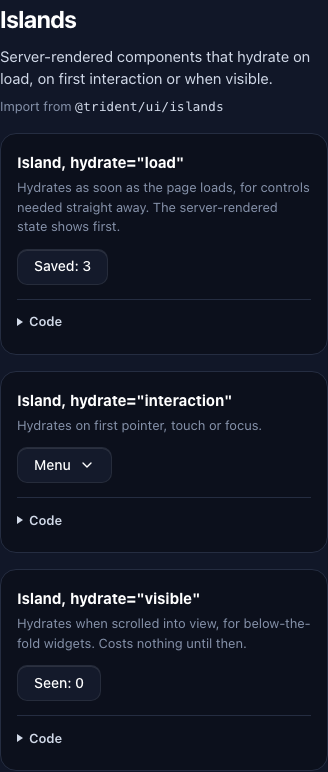 Islands
Server-rendered components that hydrate on
load, on first interaction or when visible.
Import from @trident/ui/islands
Island, hydrate="load"
Hydrates as soon as the page loads, for controls
needed straight away. The server-rendered
state shows first.
Saved: 3
Code
Island, hydrate="interaction"
Hydrates on first pointer, touch or focus.
Menu
Code
Island, hydrate="visible"
Hydrates when scrolled into view, for below-the-
fold widgets. Costs nothing until then.
Seen: 0
Code